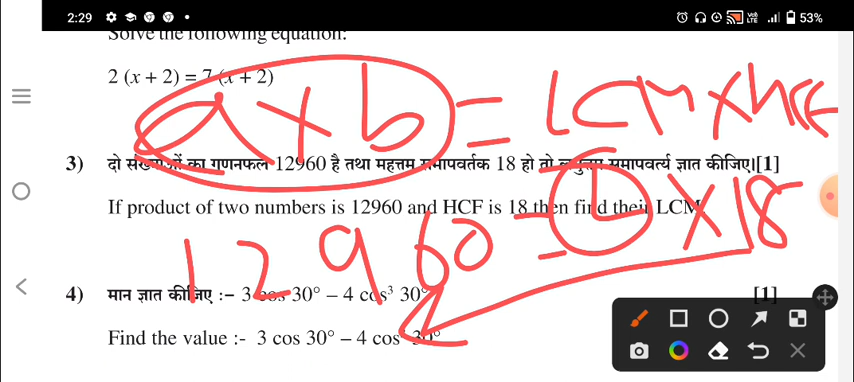 2:29 VoD LTE 53%
Solve the following equation:
2 (x + 2) = 7 (x + 2)
a x b = LCM x HCF
3) दो संख्याओं का गुणनफल 12960 है तथा महत्तम समापवर्तक 18 हो तो लघुत्तम समापवर्त्य ज्ञात कीजिए। [1]
If product of two numbers is 12960 and HCF is 18 then find their LCM.
12960 = L x 18
4) मान ज्ञात कीजिए :– 3 cos 30° – 4 cos³ 30° [1]
Find the value :- 3 cos 30° – 4 cos³ 30°